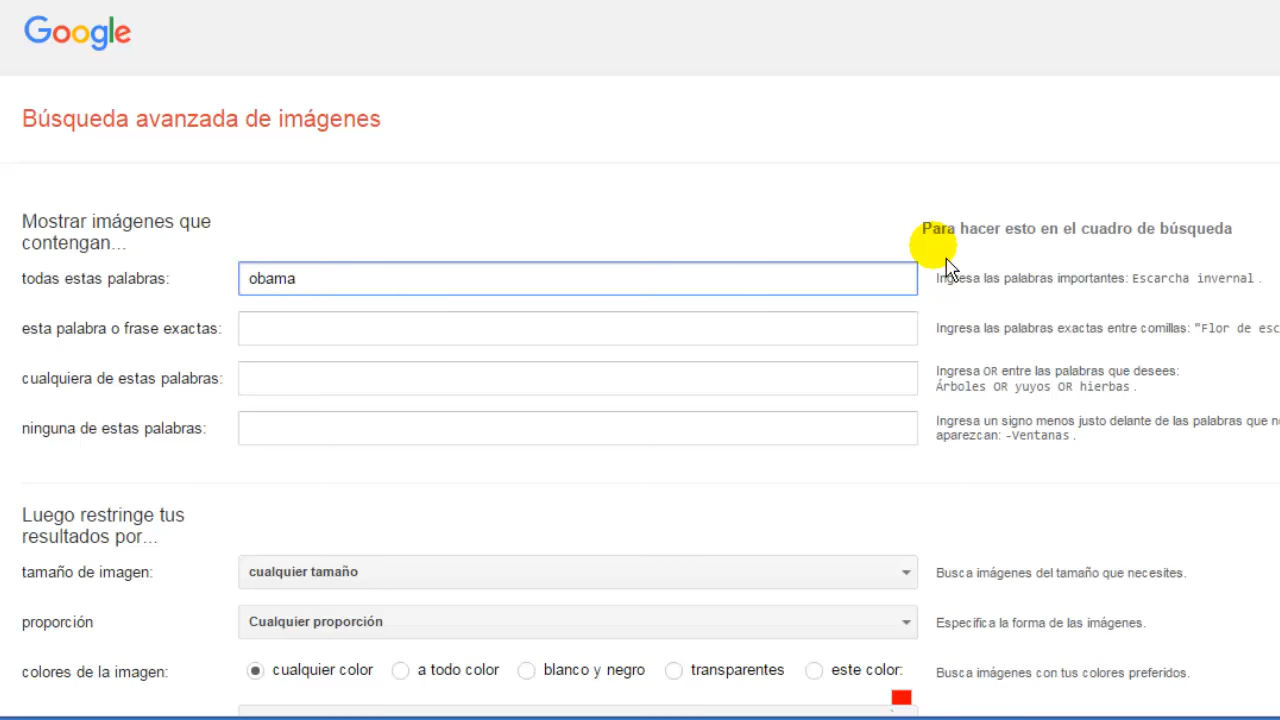 Google
Búsqueda avanzada de imágenes
Mostrar imágenes que
contengan...
Para hacer esto en el cuadro de búsqueda
todas estas palabras:
obama
Ingresa las palabras importantes: Escarcha invernal .
esta palabra o frase exactas:
Ingresa las palabras exactas entre comillas: "Flor de
cualquiera de estas palabras:
Ingresa OR entre las palabras que desees:
Árboles OR yuyos OR hierbas .
ninguna de estas palabras:
Ingresa un signo menos justo delante de las palabras que
aparezcan: -Ventanas .
Luego restringe tus
resultados por...
tamaño de imagen:
cualquier tamaño
Busca imágenes del tamaño que necesites.
proporción
Cualquier proporción
Especifica la forma de las imágenes.
colores de la imagen:
cualquier color
a todo color
blanco y negro
transparentes
este color:
Busca imágenes con tus colores preferidos.